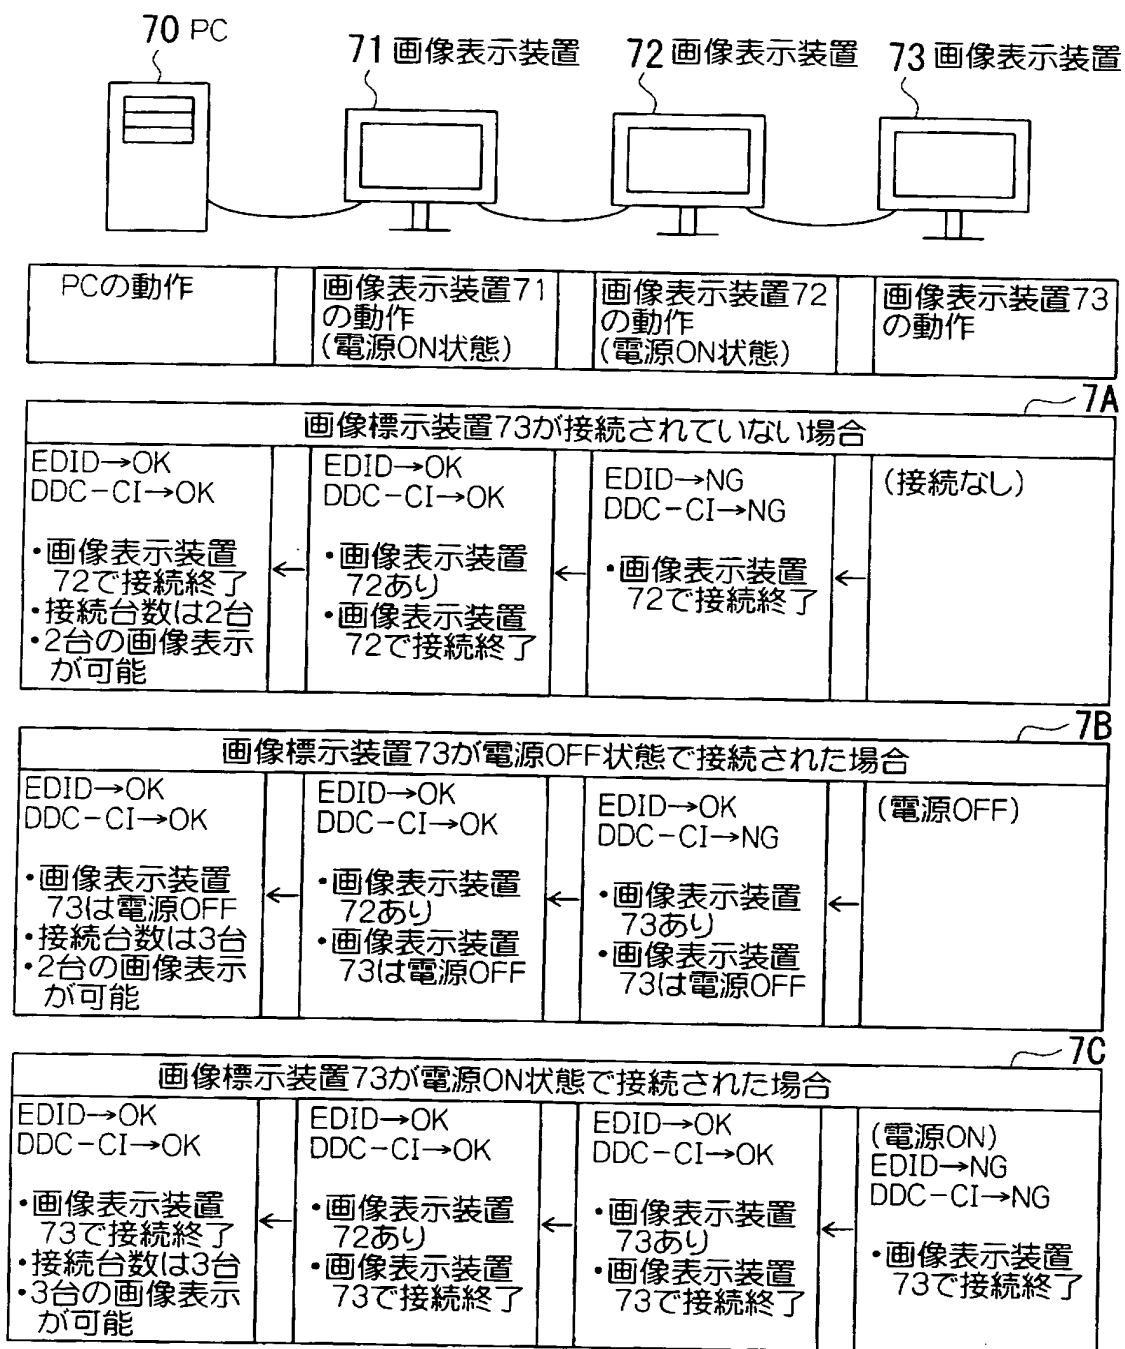 70 PC
71 画像表示装置
72 画像表示装置
73 画像表示装置
PCの動作
画像表示装置71
の動作
(電源ON状態)
画像表示装置72
の動作
(電源ON状態)
画像表示装置73
の動作
7A
画像標示装置73が接続されていない場合
EDID→OK
DDC-CI→OK
・画像表示装置
72で接続終了
・接続台数は2台
・2台の画像表示
が可能
←
EDID→OK
DDC-CI→OK
・画像表示装置
72あり
・画像表示装置
72で接続終了
←
EDID→NG
DDC-CI→NG
・画像表示装置
72で接続終了
←
(接続なし)
7B
画像標示装置73が電源OFF状態で接続された場合
EDID→OK
DDC-CI→OK
・画像表示装置
73は電源OFF
・接続台数は3台
・2台の画像表示
が可能
←
EDID→OK
DDC-CI→OK
・画像表示装置
72あり
・画像表示装置
73は電源OFF
←
EDID→OK
DDC-CI→NG
・画像表示装置
73あり
・画像表示装置
73は電源OFF
←
(電源OFF)
7C
画像標示装置73が電源ON状態で接続された場合
EDID→OK
DDC-CI→OK
・画像表示装置
73で接続終了
・接続台数は3台
・3台の画像表示
が可能
←
EDID→OK
DDC-CI→OK
・画像表示装置
72あり
・画像表示装置
73で接続終了
←
EDID→OK
DDC-CI→OK
・画像表示装置
73あり
・画像表示装置
73で接続終了
←
(電源ON)
EDID→NG
DDC-CI→NG
・画像表示装置
73で接続終了